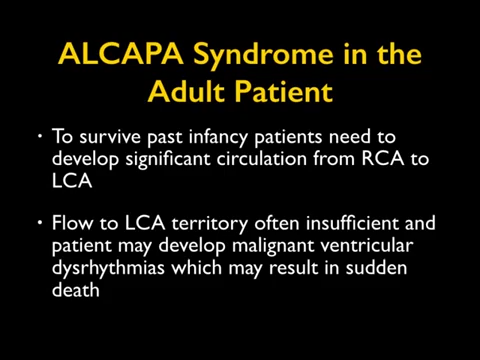 ALCAPA Syndrome in the
Adult Patient
• To survive past infancy patients need to
develop significant circulation from RCA to
LCA
• Flow to LCA territory often insufficient and
patient may develop malignant ventricular
dysrhythmias which may result in sudden
death